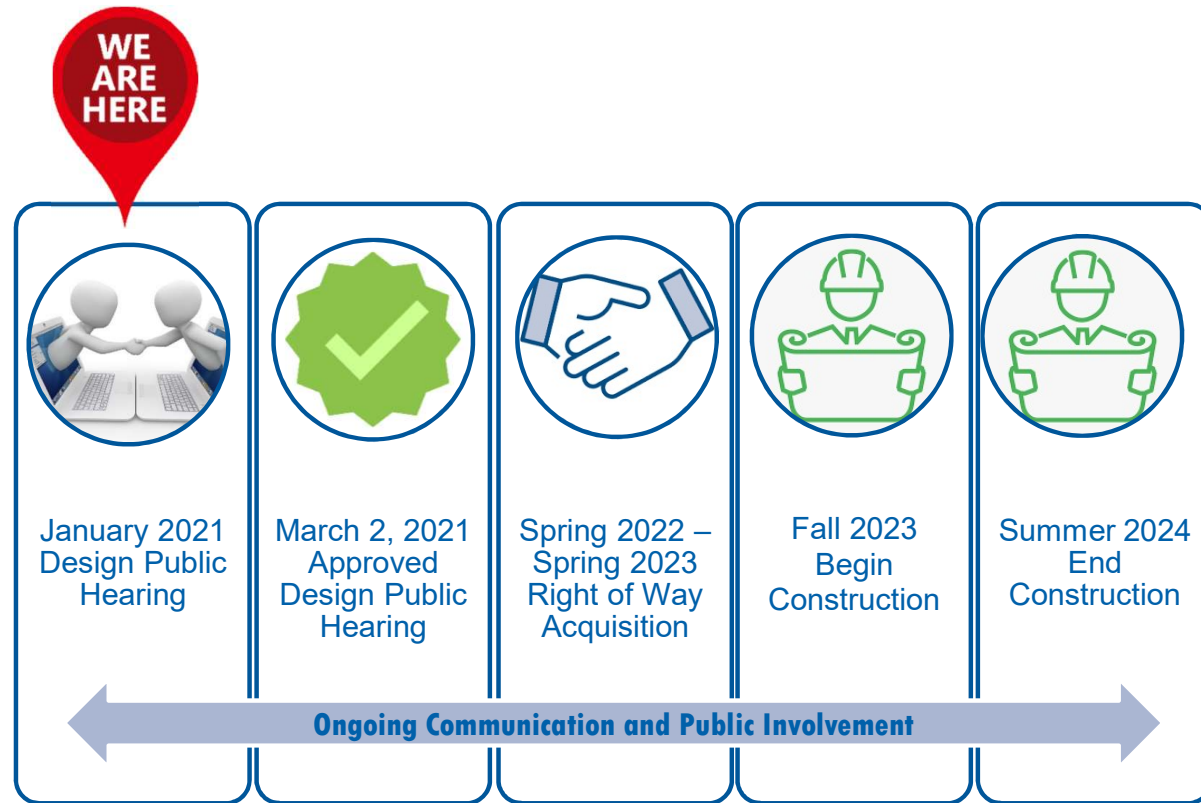 WE
ARE
HERE
January 2021
Design Public
Hearing
March 2, 2021
Approved
Design Public
Hearing
Spring 2022 –
Spring 2023
Right of Way
Acquisition
Fall 2023
Begin
Construction
Summer 2024
End
Construction
Ongoing Communication and Public Involvement